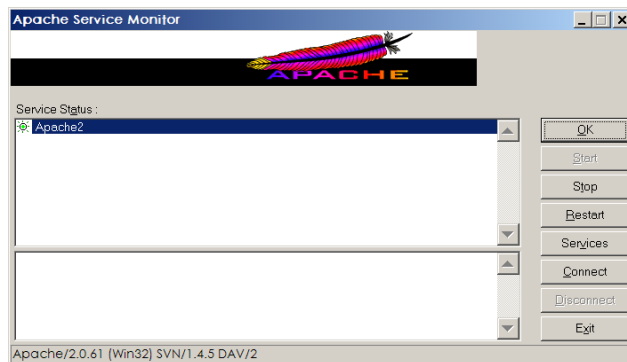 Apache Service Monitor
APACHE
Service Status :
Apache2
OK
Start
Stop
Restart
Services
Connect
Disconnect
Exit
Apache/2.0.61 (Win32) SVN/1.4.5 DAV/2